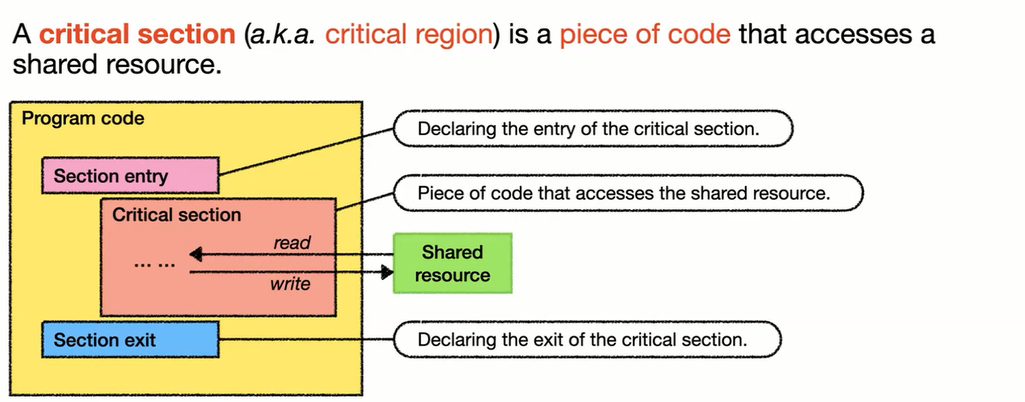 A critical section (a.k.a. critical region) is a piece of code that accesses a
shared resource.
Program code
Declaring the entry of the critical section.
Section entry
Piece of code that accesses the shared resource.
Critical section
read
... ...
Shared
resource
write
Section exit
Declaring the exit of the critical section.